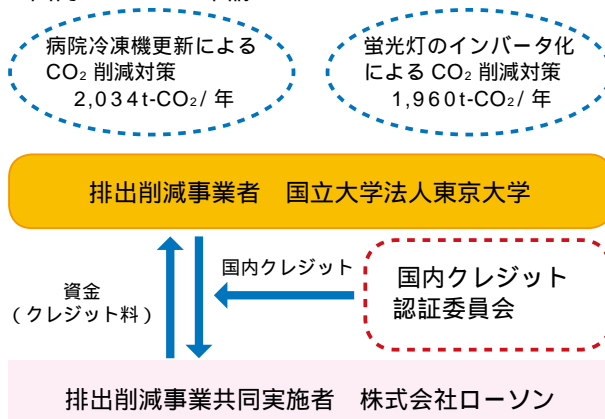 病院冷凍機更新による
CO₂ 削減対策
2,034t-CO₂/ 年
蛍光灯のインバータ化
による CO₂ 削減対策
1,960t-CO₂/ 年
排出削減事業者　国立大学法人東京大学
国内クレジット
資金
（クレジット料）
国内クレジット
認証委員会
排出削減事業共同実施者　株式会社ローソン